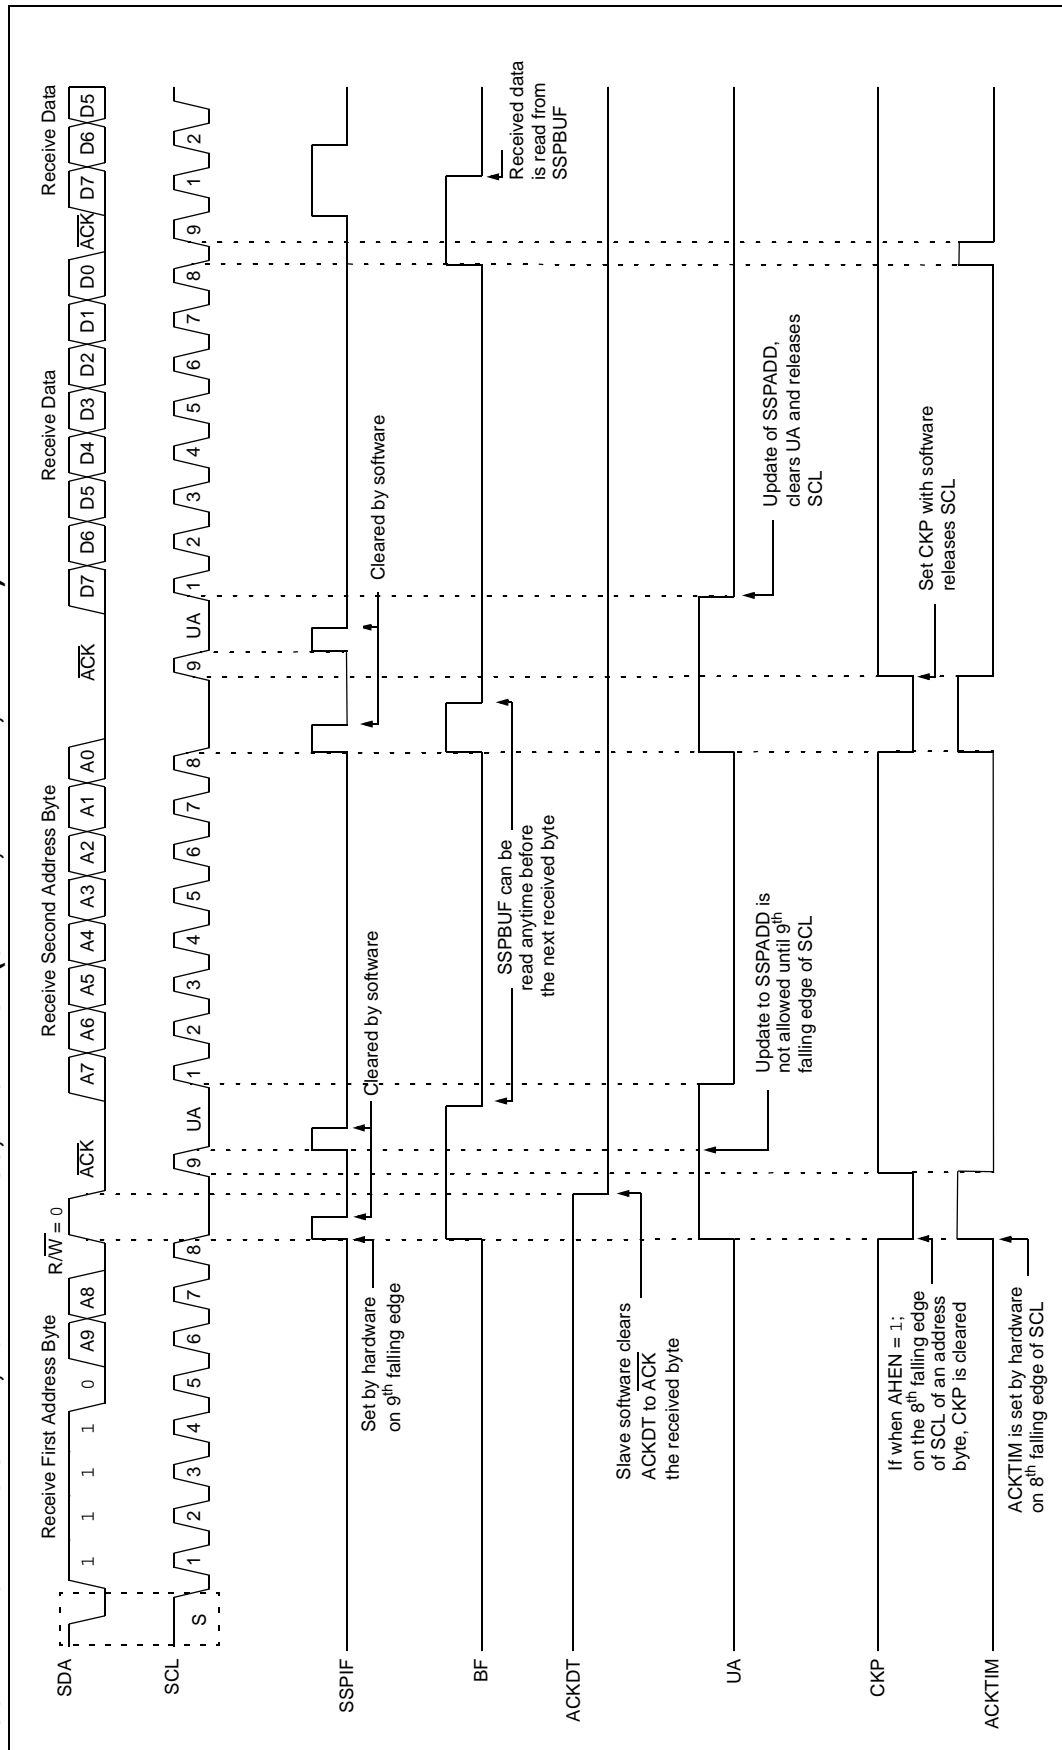 Receive First Address Byte
R/W = 0
Receive Second Address Byte
Receive Data
Receive Data
SDA
1 1 1 1 0 A9 A8
ACK
A7 A6 A5 A4 A3 A2 A1 A0
ACK
D7 D6 D5 D4 D3 D2 D1 D0
ACK
D7 D6 D5
SCL
S
1 2 3 4 5 6 7 8 9 UA 1 2 3 4 5 6 7 8 9 UA 1 2 3 4 5 6 7 8 9 1 2
SSPIF
Set by hardware
on 9th falling edge
Cleared by software
Cleared by software
BF
SSPBUF can be
read anytime before
the next received byte
Received data
is read from
SSPBUF
ACKDT
Slave software clears
ACKDT to ACK
the received byte
UA
Update to SSPADD is
not allowed until 9th
falling edge of SCL
Update of SSPADD,
clears UA and releases
SCL
CKP
If when AHEN = 1;
on the 8th falling edge
of SCL of an address
byte, CKP is cleared
Set CKP with software
releases SCL
ACKTIM
ACKTIM is set by hardware
on 8th falling edge of SCL